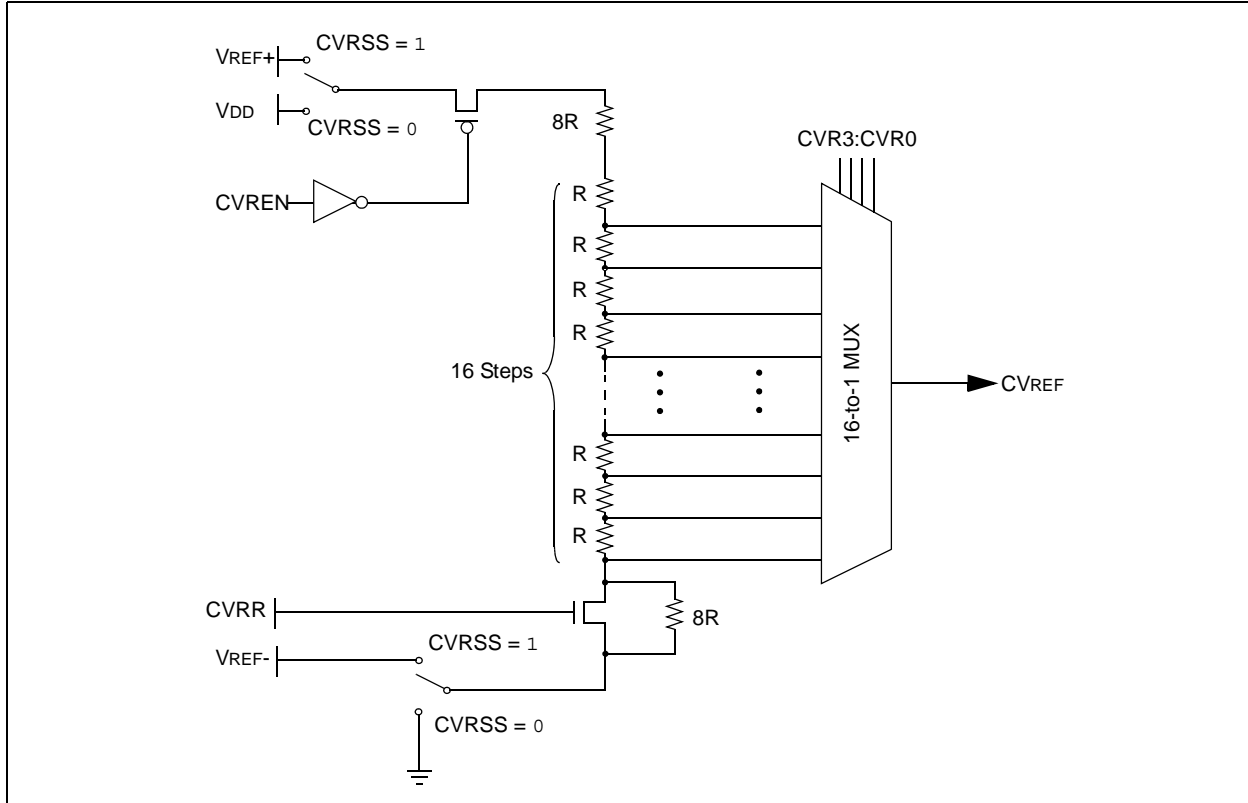 CVRSS = 1
VREF+
VDD
CVRSS = 0
8R
CVR3:CVR0
CVREN
R
R
R
R
16 Steps
16-to-1 MUX
CVREF
R
R
R
CVRR
8R
CVRSS = 1
VREF-
CVRSS = 0